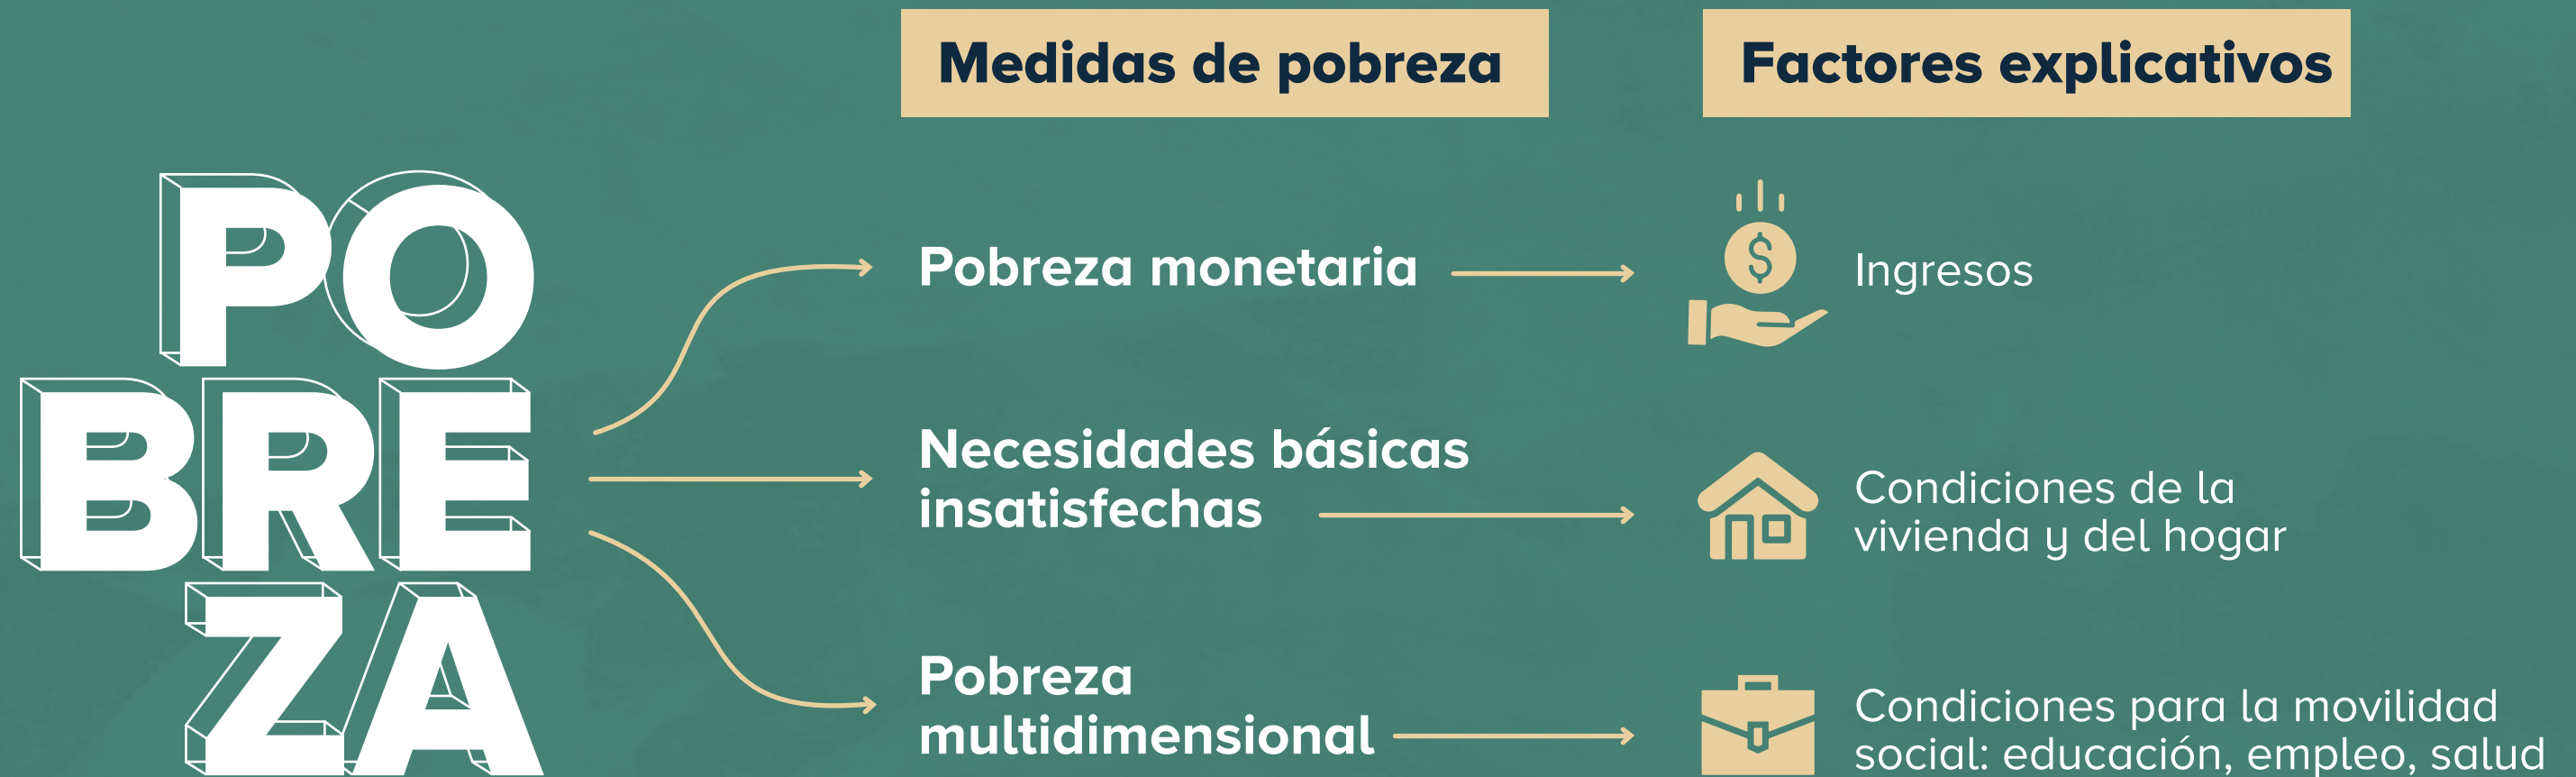 PO
BRE
ZA
Medidas de pobreza
Factores explicativos
Pobreza monetaria
Ingresos
Necesidades básicas
insatisfechas
Condiciones de la
vivienda y del hogar
Pobreza
multidimensional
Condiciones para la movilidad
social: educación, empleo, salud